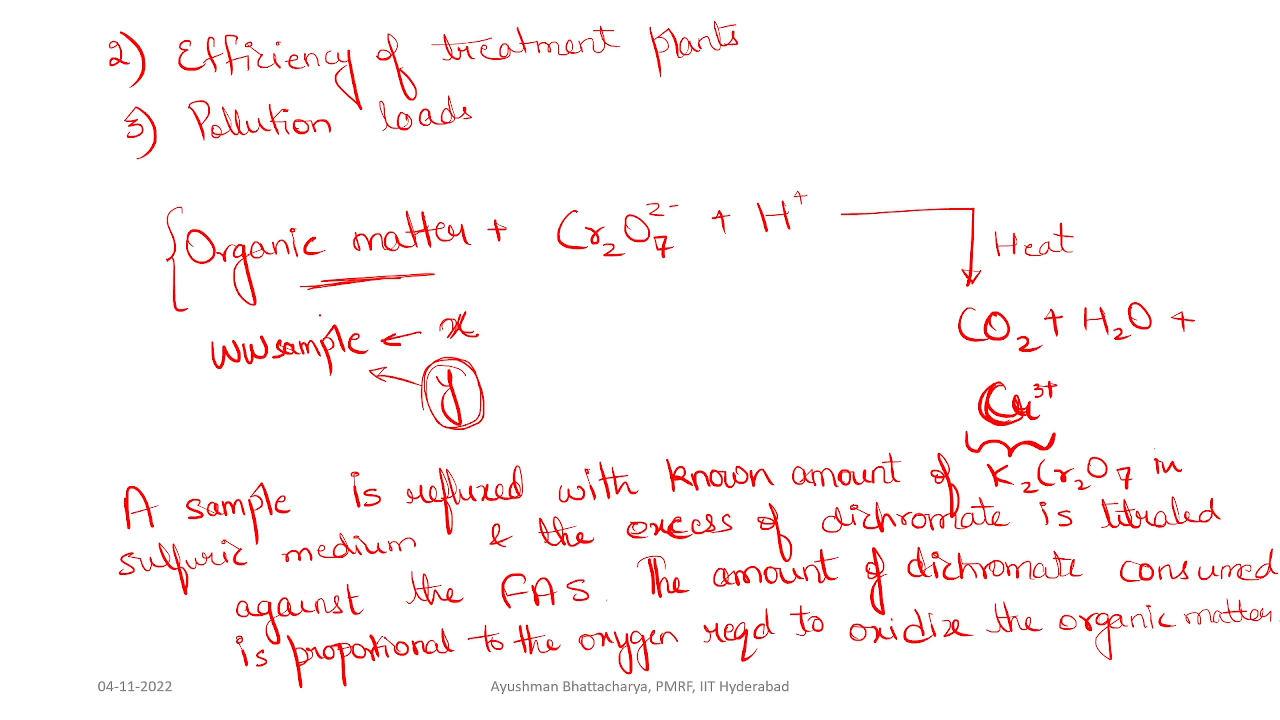 2) Efficiency of treatment plants
3) Pollution loads
Organic matter + Cr₂O₇²⁻ + H⁺
Heat
CO₂ + H₂O +
WW sample ← x
y
Cr³⁺
A sample is refluxed with known amount of K₂Cr₂O₇ in
sulfuric medium & the excess of dichromate is titrated
against the FAS. The amount of dichromate consumed
is proportional to the oxygen reqd to oxidize the organic matter.
04-11-2022 Ayushman Bhattacharya, PMRF, IIT Hyderabad